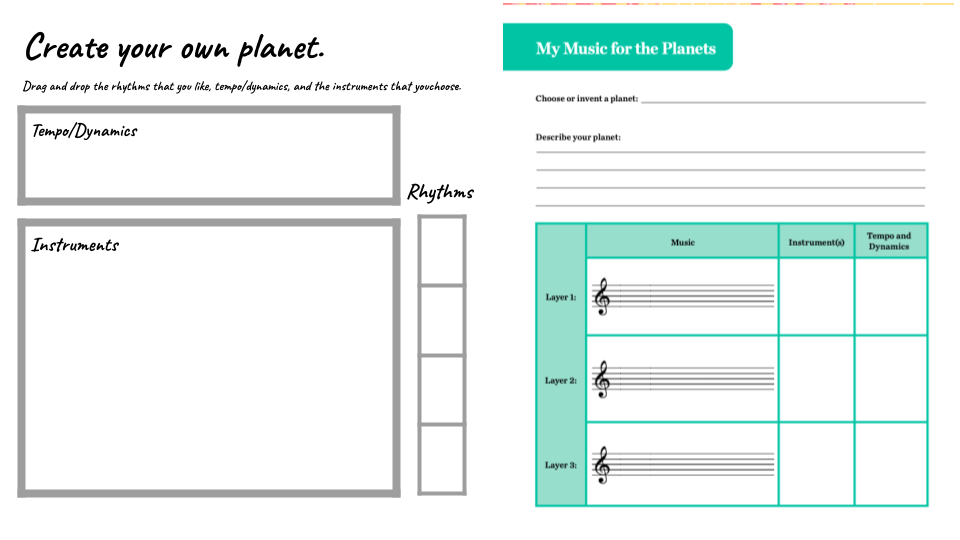 Create your own planet.
Drag and drop the rhythms that you like, tempo/dynamics, and the instruments that youchoose.
Tempo/Dynamics
Rhythms
Instruments
My Music for the Planets
Choose or invent a planet:
Describe your planet:
Music
Instrument(s)
Tempo and
Dynamics
Layer 1:
Layer 2:
Layer 3: